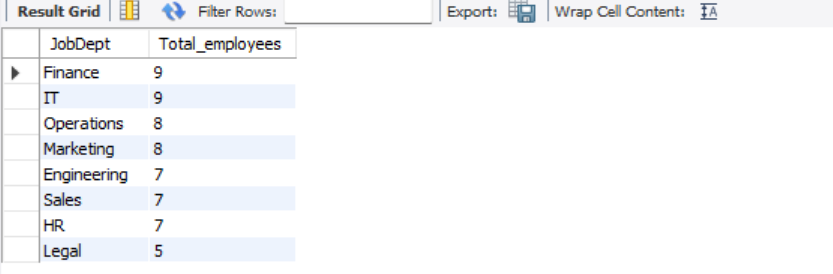 Result Grid Filter Rows: Export: Wrap Cell Content: IA
JobDept Total_employees
Finance 9
IT 9
Operations 8
Marketing 8
Engineering 7
Sales 7
HR 7
Legal 5